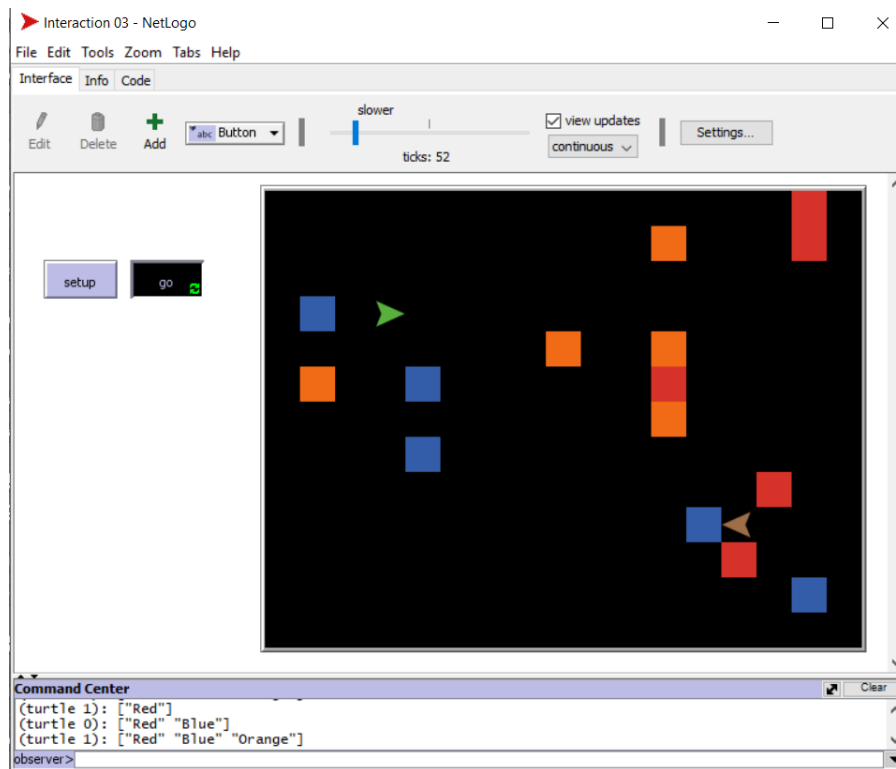 Interaction 03 - NetLogo
File Edit Tools Zoom Tabs Help
Interface Info Code
Edit Delete Add abc Button slower ticks: 52 view updates continuous Settings...
setup go
Command Center Clear
(turtle 1): ["Red"]
(turtle 0): ["Red" "Blue"]
(turtle 1): ["Red" "Blue" "Orange"]
observer>